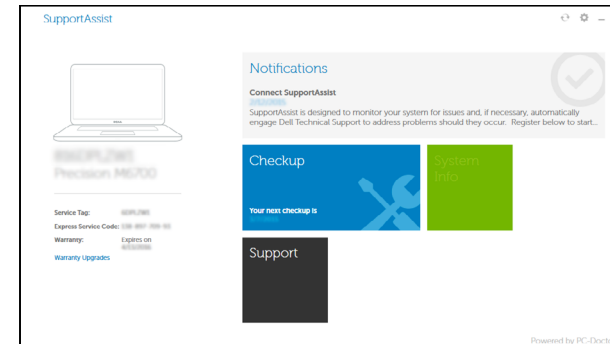 SupportAssist
Notifications
Connect SupportAssist
SupportAssist is designed to monitor your system for issues and, if necessary, automatically
engage Dell Technical Support to address problems should they occur. Register below to start...
DELL
Precision M6700
Checkup
System
Info
Your next checkup is
Service Tag:
Express Service Code:
Warranty: Expires on
Warranty Upgrades
Support
Powered by PC-Docto